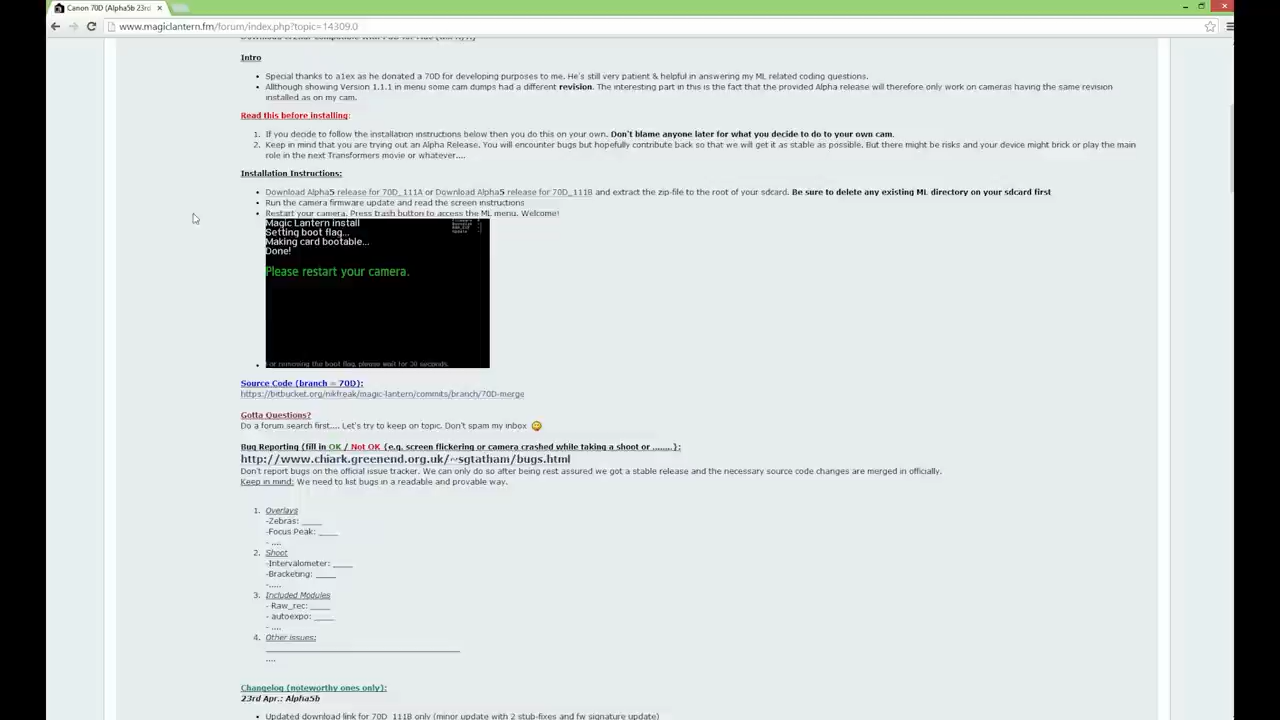 Canon 70D (Alpha5b 23rd
www.magiclantern.fm/forum/index.php?topic=14309.0
Intro
Special thanks to a1ex as he donated a 70D for developing purposes to me. He's still very patient & helpful in answering my ML related coding questions.
Allthough showing Version 1.1.1 in menu some cam dumps had a different revision. The interesting part in this is the fact that the provided Alpha release will therefore only work on cameras having the same revision
installed as on my cam.
Read this before installing:
1. If you decide to follow the installation instructions below then you do this on your own. Don't blame anyone later for what you decide to do to your own cam.
2. Keep in mind that you are trying out an Alpha Release. You will encounter bugs but hopefully contribute back so that we will get it as stable as possible. But there might be risks and your device might brick or play the main
role in the next Transformers movie or whatever....
Installation Instructions:
Download Alpha5 release for 70D_111A or Download Alpha5 release for 70D_111B and extract the zip-file to the root of your sdcard. Be sure to delete any existing ML directory on your sdcard first
Run the camera firmware update and read the screen instructions
Restart your camera. Press trash button to access the ML menu. Welcome!
Magic Lantern install
Setting boot flag...
Making card bootable...
Done!
Please restart your camera.
For removing the boot flag, please wait for 30 seconds.
Source Code (branch = 70D):
https://bitbucket.org/nikfreak/magic-lantern/commits/branch/70D-merge
Gotta Questions?
Do a forum search first.... Let's try to keep on topic. Don't spam my inbox
Bug Reporting (fill in OK / Not OK (e.g. screen flickering or camera crashed while taking a shoot or .......):
http://www.chiark.greenend.org.uk/~sgtatham/bugs.html
Don't report bugs on the official issue tracker. We can only do so after being rest assured we got a stable release and the necessary source code changes are merged in officially.
Keep in mind: We need to list bugs in a readable and provable way.
1. Overlays
-Zebras: ____
-Focus Peak: ____
- ....
2. Shoot
-Intervalometer: ____
-Bracketing: ____
-.....
3. Included Modules
- Raw_rec: ____
- autoexpo: ____
- ....
4. Other issues:
....
Changelog (noteworthy ones only):
23rd Apr.: Alpha5b
Updated download link for 70D_111B only (minor update with 2 stub-fixes and fw signature update)